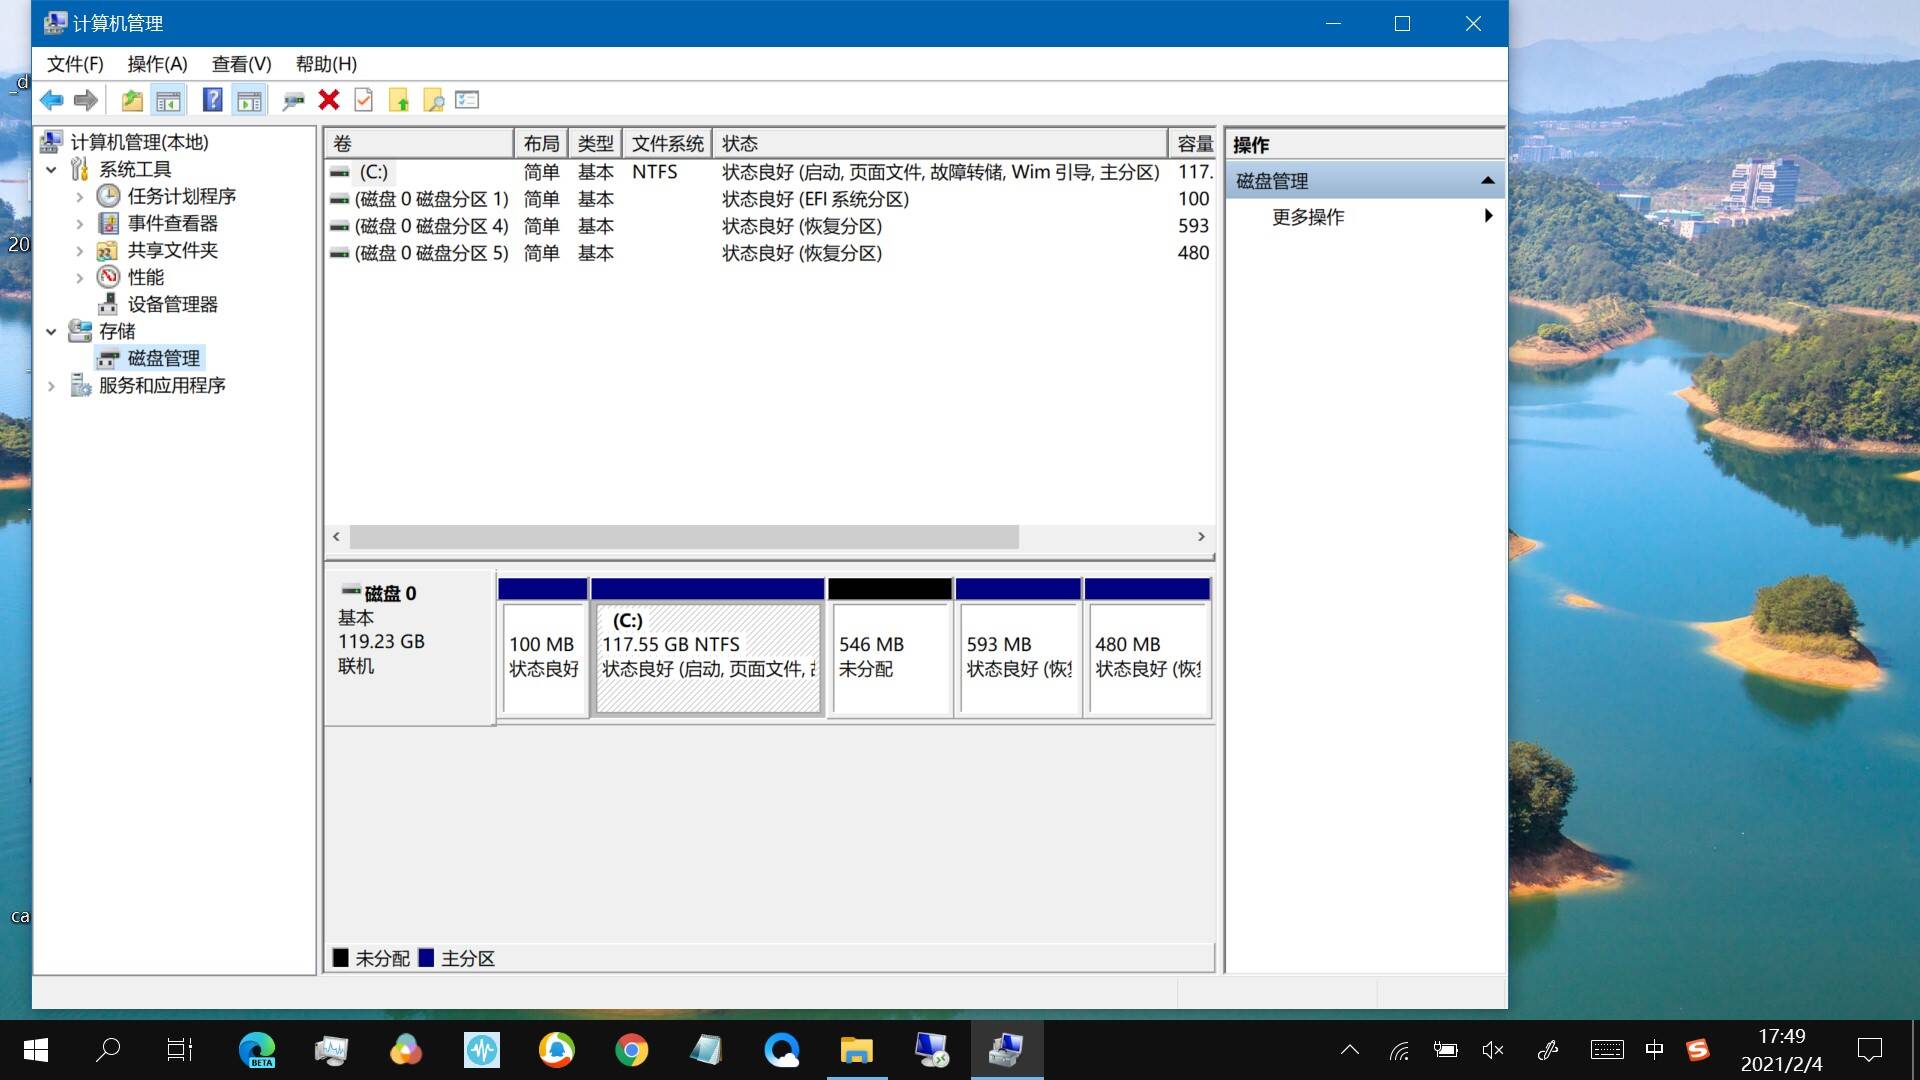 计算机管理
文件(F) 操作(A) 查看(V) 帮助(H)
_d
20
ca
计算机管理(本地)
系统工具
任务计划程序
事件查看器
共享文件夹
性能
设备管理器
存储
磁盘管理
服务和应用程序
卷 布局 类型 文件系统 状态 容量
(C:) 简单 基本 NTFS 状态良好 (启动, 页面文件, 故障转储, Wim 引导, 主分区) 117.
(磁盘 0 磁盘分区 1) 简单 基本 状态良好 (EFI 系统分区) 100
(磁盘 0 磁盘分区 4) 简单 基本 状态良好 (恢复分区) 593
(磁盘 0 磁盘分区 5) 简单 基本 状态良好 (恢复分区) 480
磁盘 0
基本
119.23 GB
联机
100 MB
状态良好
(C:)
117.55 GB NTFS
状态良好 (启动, 页面文件,
546 MB
未分配
593 MB
状态良好 (恢
480 MB
状态良好 (恢
未分配 主分区
操作
磁盘管理
更多操作
BETA
中
S
17:49
2021/2/4